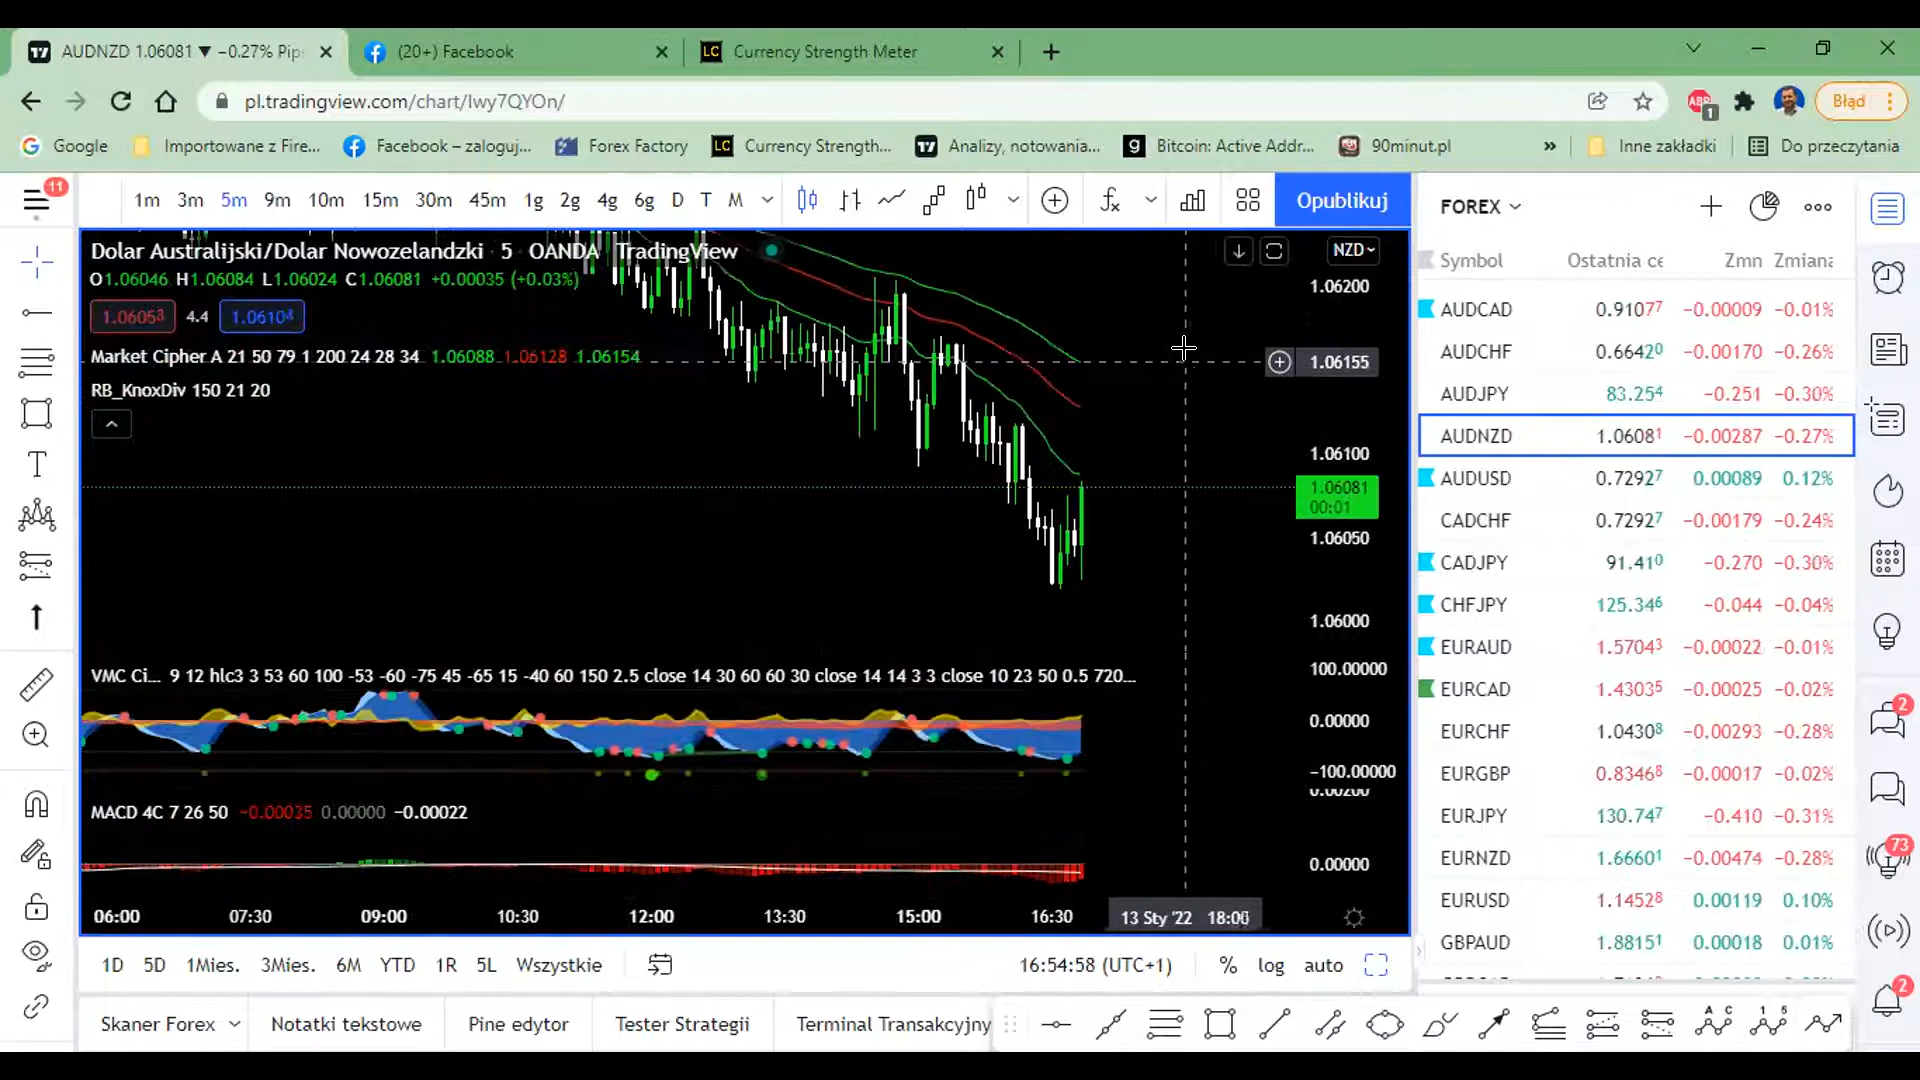 AUDNZD 1.06081 ▼ −0.27% Pip
(20+) Facebook
Currency Strength Meter
pl.tradingview.com/chart/Iwy7QYOn/
ABP 1
Błąd
Google
Importowane z Fire...
Facebook – zaloguj...
Forex Factory
Currency Strength...
Analizy, notowania...
Bitcoin: Active Addr...
90minut.pl
»
Inne zakładki
Do przeczytania
11
1m 3m 5m 9m 10m 15m 30m 45m 1g 2g 4g 6g D T M
Opublikuj
Dolar Australijski/Dolar Nowozelandzki · 5 · OANDA TradingView
O1.06046 H1.06084 L1.06024 C1.06081 +0.00035 (+0.03%)
1.06053 4.4 1.06103
Market Cipher A 21 50 79 1 200 24 28 34 1.06088 1.06128 1.06154
RB_KnoxDiv 150 21 20
NZD
1.06200
1.06155
1.06100
1.06081
00:01
1.06050
1.06000
VMC Ci... 9 12 hlc3 3 53 60 100 -53 -60 -75 45 -65 15 -40 60 150 2.5 close 14 30 60 60 30 close 14 14 3 3 close 10 23 50 0.5 720...
100.00000
0.00000
−100.00000
0.00200
MACD 4C 7 26 50 −0.00035 0.00000 −0.00022
0.00000
06:00 07:30 09:00 10:30 12:00 13:30 15:00 16:30 13 Sty '22 18:00
1D 5D 1Mies. 3Mies. 6M YTD 1R 5L Wszystkie
16:54:58 (UTC+1) % log auto
Skaner Forex
Notatki tekstowe
Pine edytor
Tester Strategii
Terminal Transakcyjny
FOREX
Symbol Ostatnia ce Zmn Zmiana
AUDCAD 0.91077 −0.00009 −0.01%
AUDCHF 0.66420 −0.00170 −0.26%
AUDJPY 83.254 −0.251 −0.30%
AUDNZD 1.06081 −0.00287 −0.27%
AUDUSD 0.72927 0.00089 0.12%
CADCHF 0.72927 −0.00179 −0.24%
CADJPY 91.410 −0.270 −0.30%
CHFJPY 125.346 −0.044 −0.04%
EURAUD 1.57043 −0.00022 −0.01%
EURCAD 1.43035 −0.00025 −0.02%
EURCHF 1.04308 −0.00293 −0.28%
EURGBP 0.83468 −0.00017 −0.02%
EURJPY 130.747 −0.410 −0.31%
EURNZD 1.66601 −0.00474 −0.28%
EURUSD 1.14528 0.00119 0.10%
GBPAUD 1.88151 0.00018 0.01%
2
73
2